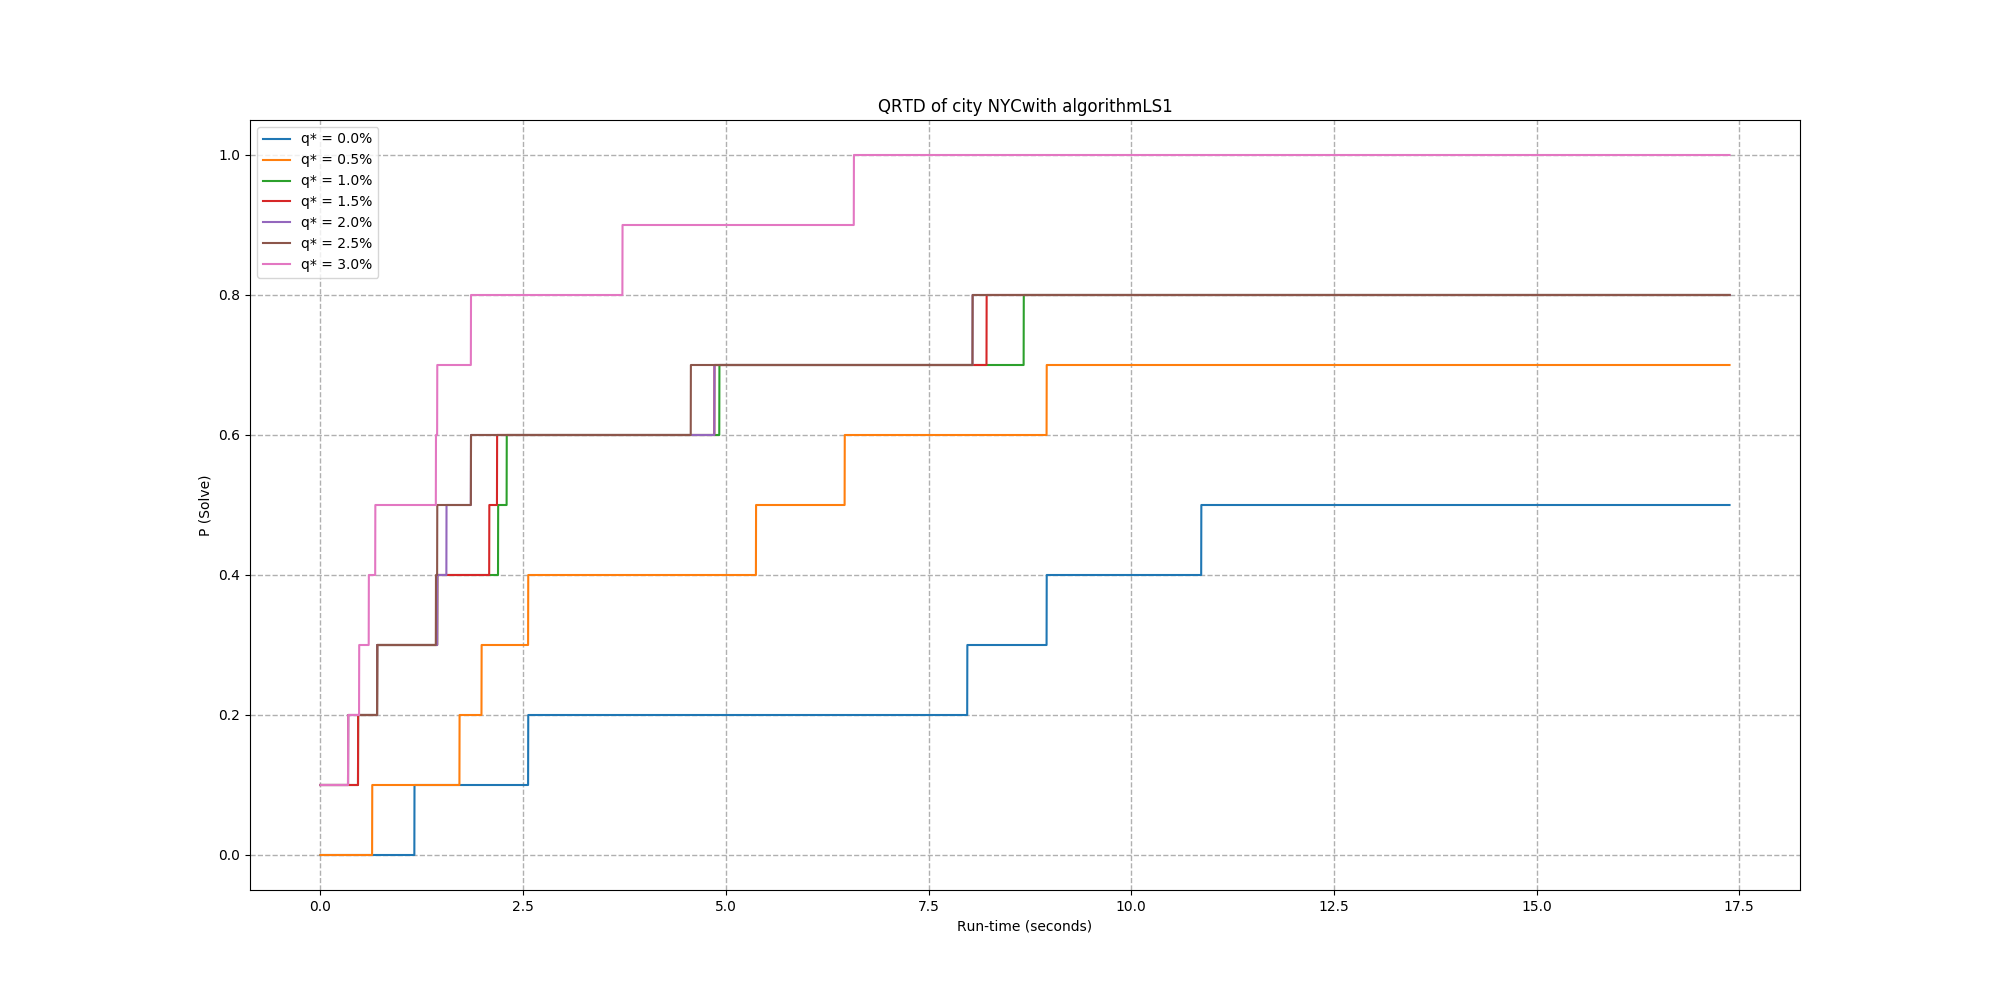 QRTD of city NYCwith algorithmLS1
q* = 0.0%
q* = 0.5%
q* = 1.0%
q* = 1.5%
q* = 2.0%
q* = 2.5%
q* = 3.0%
1.0
0.8
0.6
0.4
0.2
0.0
P (Solve)
0.0 2.5 5.0 7.5 10.0 12.5 15.0 17.5
Run-time (seconds)